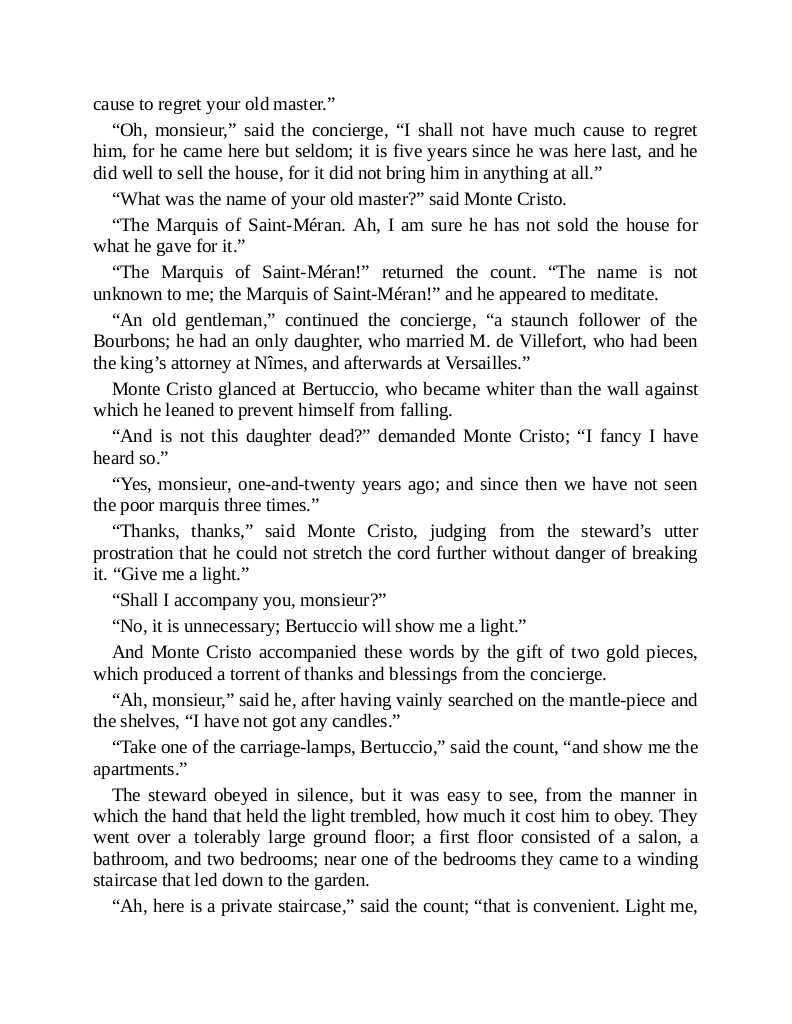 cause to regret your old master.”
“Oh, monsieur,” said the concierge, “I shall not have much cause to regret
him, for he came here but seldom; it is five years since he was here last, and he
did well to sell the house, for it did not bring him in anything at all.”
“What was the name of your old master?” said Monte Cristo.
“The Marquis of Saint-Méran. Ah, I am sure he has not sold the house for
what he gave for it.”
“The Marquis of Saint-Méran!” returned the count. “The name is not
unknown to me; the Marquis of Saint-Méran!” and he appeared to meditate.
“An old gentleman,” continued the concierge, “a staunch follower of the
Bourbons; he had an only daughter, who married M. de Villefort, who had been
the king’s attorney at Nîmes, and afterwards at Versailles.”
Monte Cristo glanced at Bertuccio, who became whiter than the wall against
which he leaned to prevent himself from falling.
“And is not this daughter dead?” demanded Monte Cristo; “I fancy I have
heard so.”
“Yes, monsieur, one-and-twenty years ago; and since then we have not seen
the poor marquis three times.”
“Thanks, thanks,” said Monte Cristo, judging from the steward’s utter
prostration that he could not stretch the cord further without danger of breaking
it. “Give me a light.”
“Shall I accompany you, monsieur?”
“No, it is unnecessary; Bertuccio will show me a light.”
And Monte Cristo accompanied these words by the gift of two gold pieces,
which produced a torrent of thanks and blessings from the concierge.
“Ah, monsieur,” said he, after having vainly searched on the mantle-piece and
the shelves, “I have not got any candles.”
“Take one of the carriage-lamps, Bertuccio,” said the count, “and show me the
apartments.”
The steward obeyed in silence, but it was easy to see, from the manner in
which the hand that held the light trembled, how much it cost him to obey. They
went over a tolerably large ground floor; a first floor consisted of a salon, a
bathroom, and two bedrooms; near one of the bedrooms they came to a winding
staircase that led down to the garden.
“Ah, here is a private staircase,” said the count; “that is convenient. Light me,